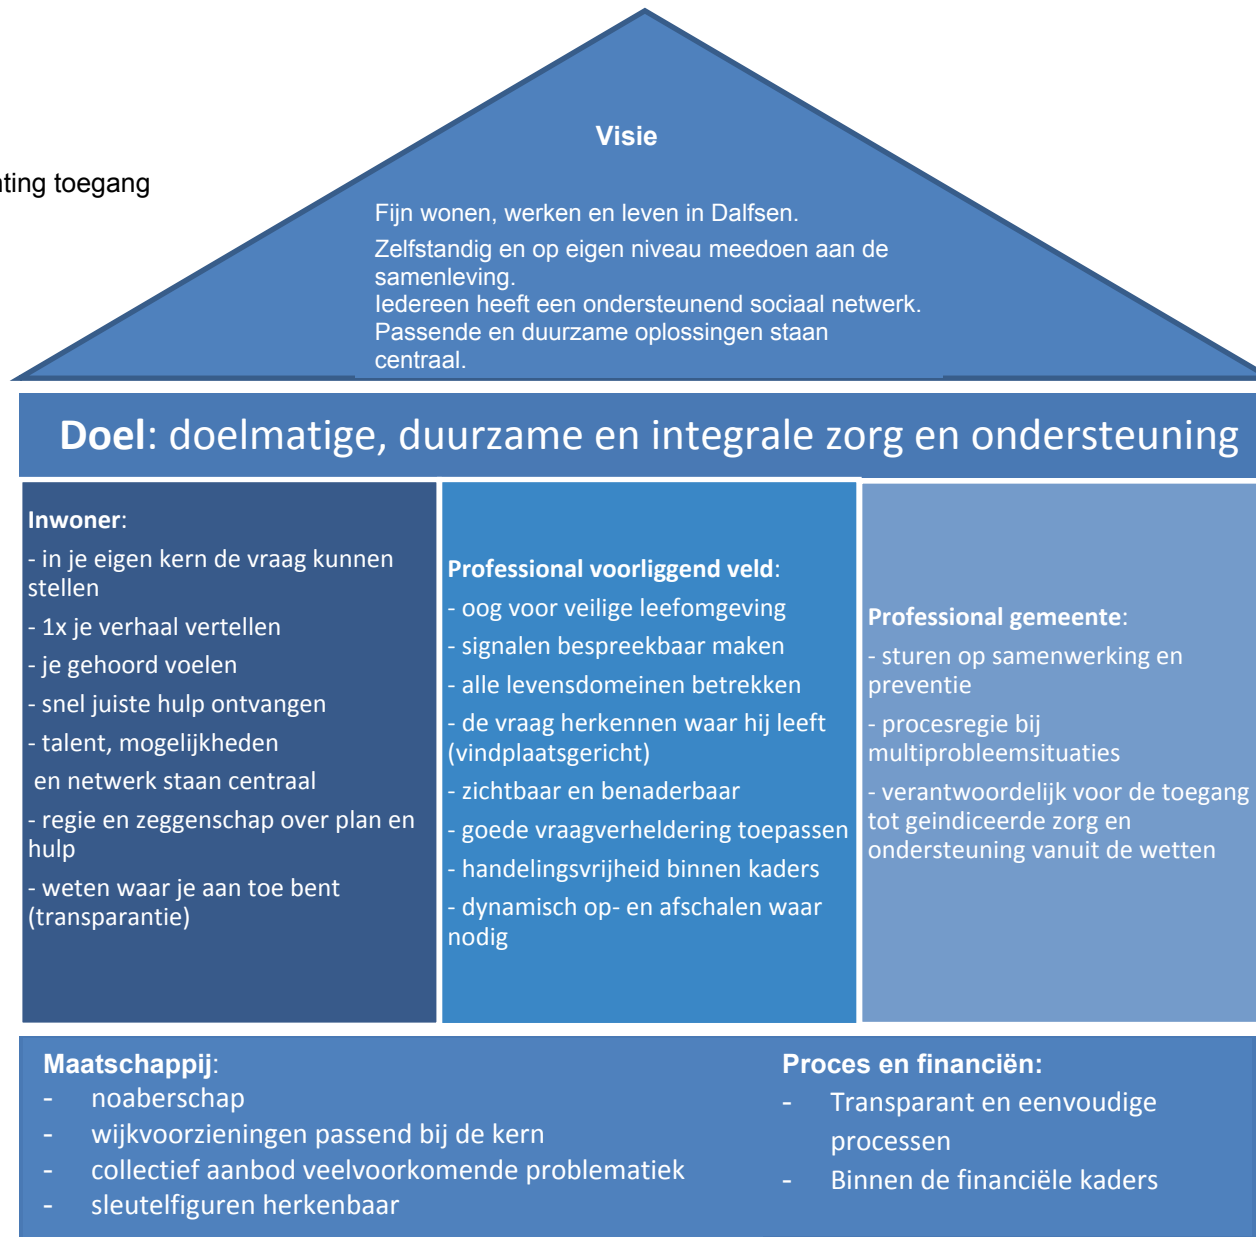 Visie
nting toegang
Fijn wonen, werken en leven in Dalfsen.
Zelfstandig en op eigen niveau meedoen aan de
samenleving.
Iedereen heeft een ondersteunend sociaal netwerk.
Passende en duurzame oplossingen staan
centraal.
Doel: doelmatige, duurzame en integrale zorg en ondersteuning
Inwoner:
- in je eigen kern de vraag kunnen
stellen
- 1x je verhaal vertellen
- je gehoord voelen
- snel juiste hulp ontvangen
- talent, mogelijkheden
en netwerk staan centraal
- regie en zeggenschap over plan en
hulp
- weten waar je aan toe bent
(transparantie)
Professional voorliggend veld:
- oog voor veilige leefomgeving
- signalen bespreekbaar maken
- alle levensdomeinen betrekken
- de vraag herkennen waar hij leeft
(vindplaatsgericht)
- zichtbaar en benaderbaar
- goede vraagverheldering toepassen
- handelingsvrijheid binnen kaders
- dynamisch op- en afschalen waar
nodig
Professional gemeente:
- sturen op samenwerking en
preventie
- procesregie bij
multiprobleemsituaties
- verantwoordelijk voor de toegang
tot geindiceerde zorg en
ondersteuning vanuit de wetten
Maatschappij:
- noaberschap
- wijkvoorzieningen passend bij de kern
- collectief aanbod veelvoorkomende problematiek
- sleutelfiguren herkenbaar
Proces en financiën:
- Transparant en eenvoudige
processen
- Binnen de financiële kaders